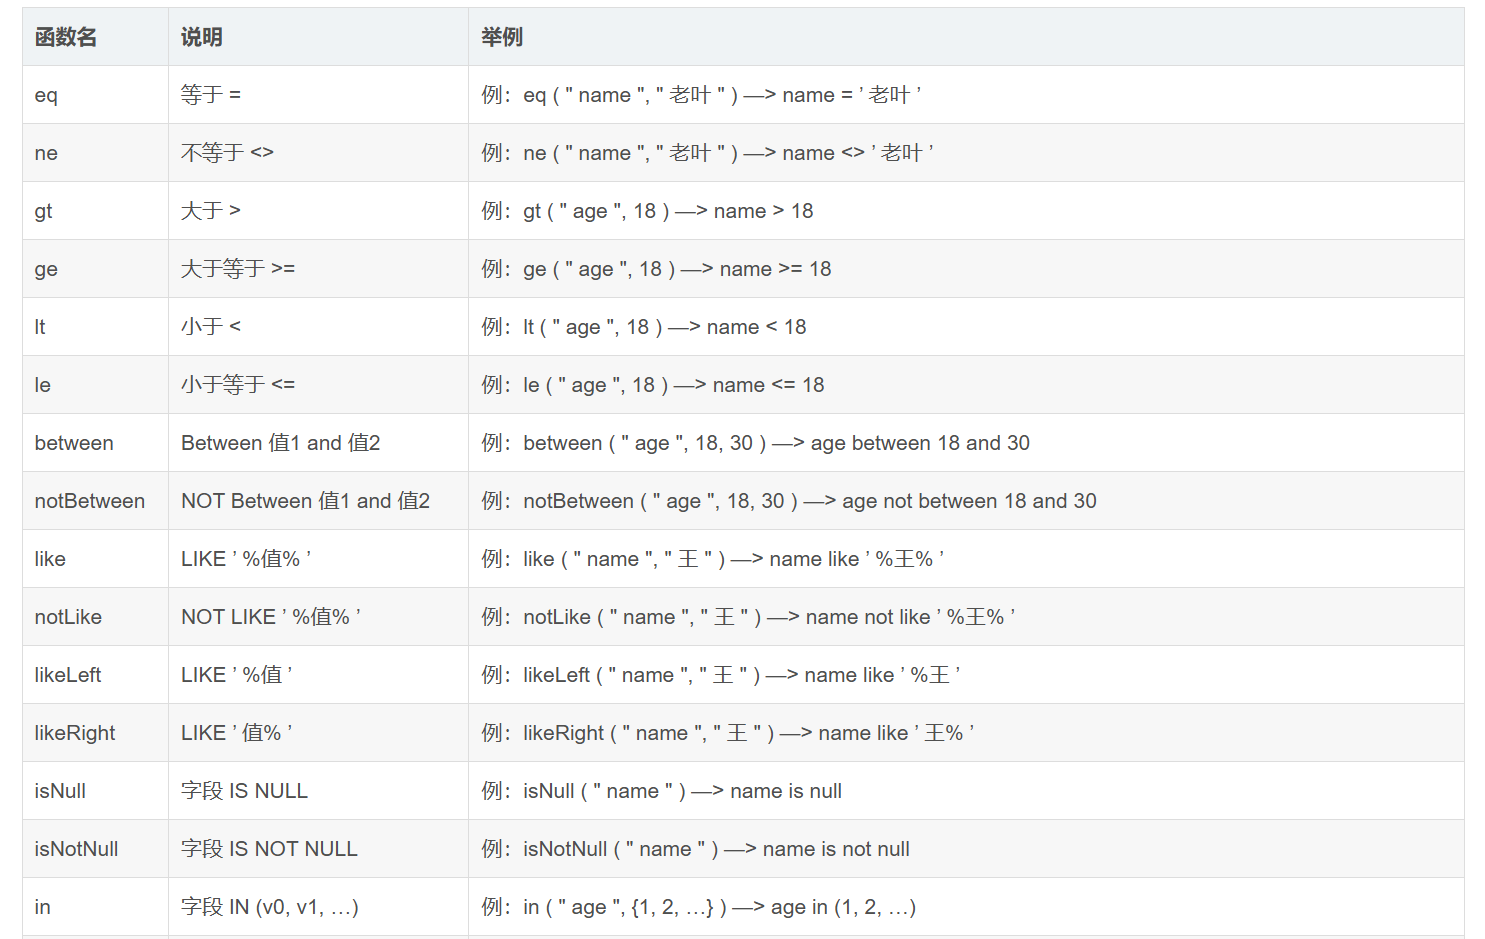 函数名 说明 举例
eq 等于 = 例：eq ( " name ", " 老叶 " ) —> name = ’ 老叶 ’
ne 不等于 <> 例：ne ( " name ", " 老叶 " ) —> name <> ’ 老叶 ’
gt 大于 > 例：gt ( " age ", 18 ) —> name > 18
ge 大于等于 >= 例：ge ( " age ", 18 ) —> name >= 18
lt 小于 < 例：lt ( " age ", 18 ) —> name < 18
le 小于等于 <= 例：le ( " age ", 18 ) —> name <= 18
between Between 值1 and 值2 例：between ( " age ", 18, 30 ) —> age between 18 and 30
notBetween NOT Between 值1 and 值2 例：notBetween ( " age ", 18, 30 ) —> age not between 18 and 30
like LIKE ’ %值% ’ 例：like ( " name ", " 王 " ) —> name like ’ %王% ’
notLike NOT LIKE ’ %值% ’ 例：notLike ( " name ", " 王 " ) —> name not like ’ %王% ’
likeLeft LIKE ’ %值 ’ 例：likeLeft ( " name ", " 王 " ) —> name like ’ %王 ’
likeRight LIKE ’ 值% ’ 例：likeRight ( " name ", " 王 " ) —> name like ’ 王% ’
isNull 字段 IS NULL 例：isNull ( " name " ) —> name is null
isNotNull 字段 IS NOT NULL 例：isNotNull ( " name " ) —> name is not null
in 字段 IN (v0, v1, …) 例：in ( " age ", {1, 2, …} ) —> age in (1, 2, …)